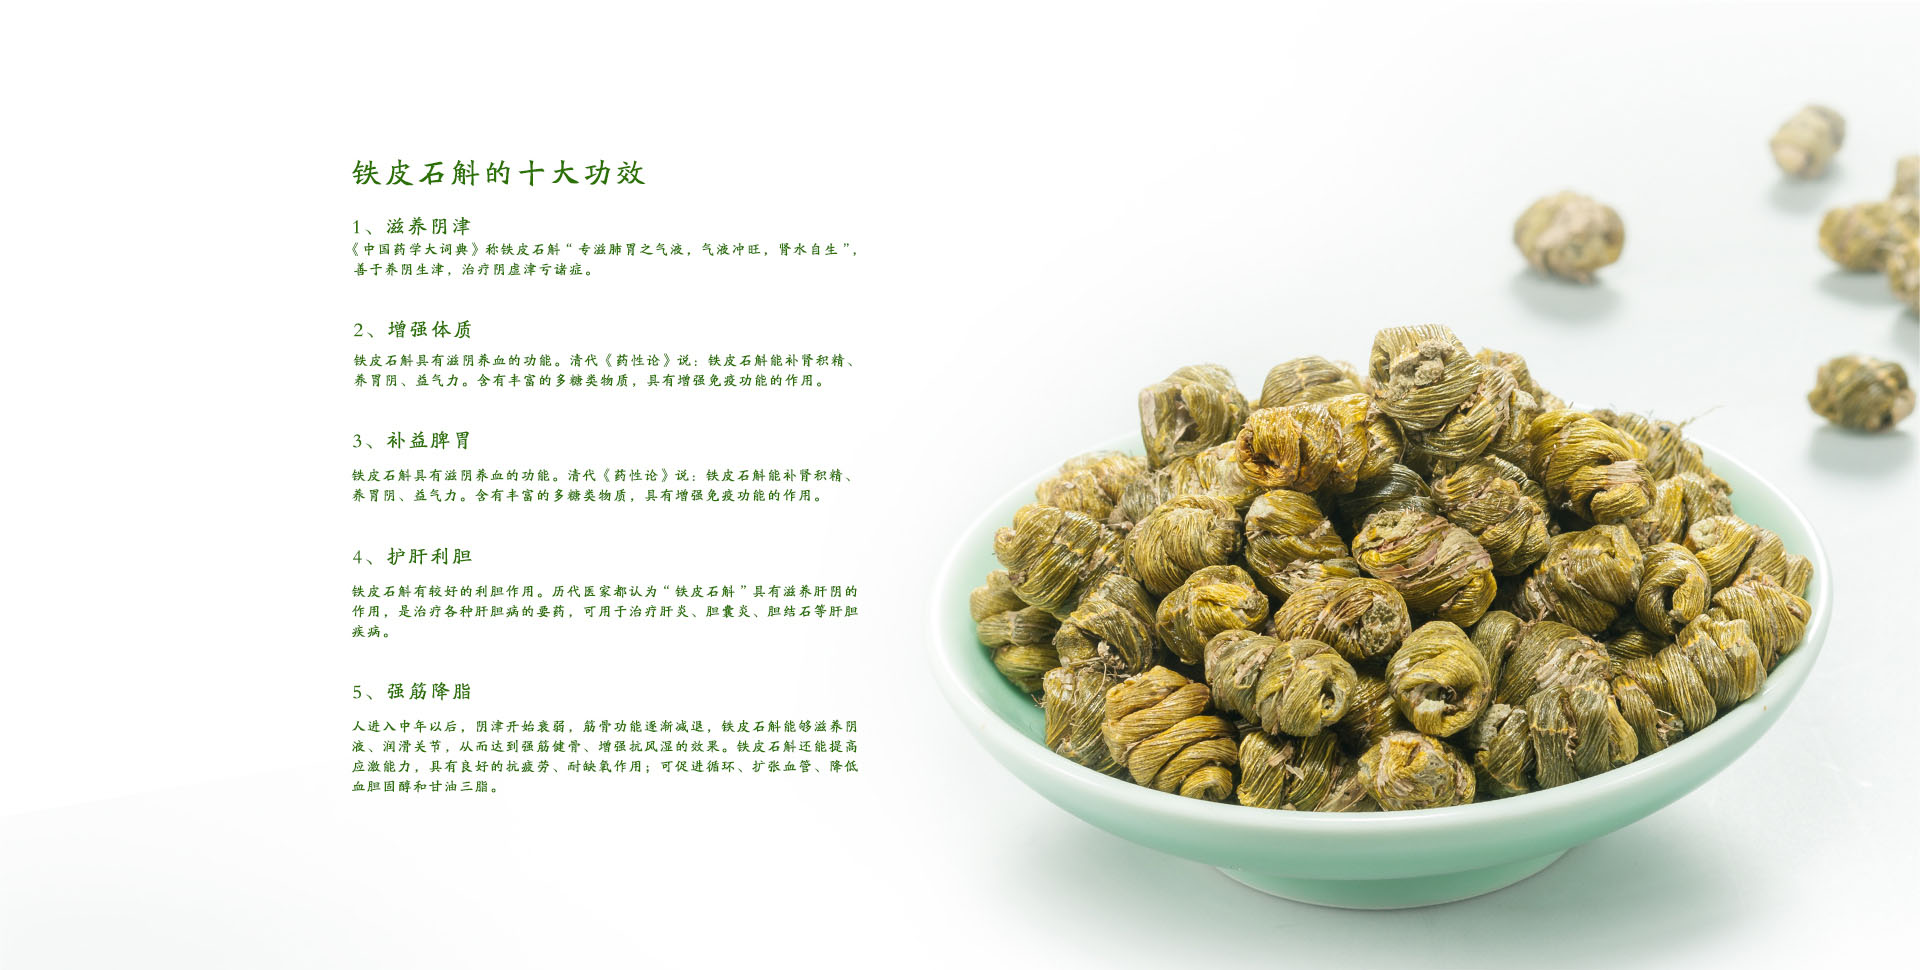 铁皮石斛的十大功效
1、滋养阴津
《中国药学大词典》称铁皮石斛“专滋肺胃之气液，气液冲旺，肾水自生”，
善于养阴生津，治疗阴虚津亏诸症。
2、增强体质
铁皮石斛具有滋阴养血的功能。清代《药性论》说：铁皮石斛能补肾积精、
养胃阴、益气力。含有丰富的多糖类物质，具有增强免疫功能的作用。
3、补益脾胃
铁皮石斛具有滋阴养血的功能。清代《药性论》说：铁皮石斛能补肾积精、
养胃阴、益气力。含有丰富的多糖类物质，具有增强免疫功能的作用。
4、护肝利胆
铁皮石斛有较好的利胆作用。历代医家都认为“铁皮石斛”具有滋养肝阴的
作用，是治疗各种肝胆病的要药，可用于治疗肝炎、胆囊炎、胆结石等肝胆
疾病。
5、强筋降脂
人进入中年以后，阴津开始衰弱，筋骨功能逐渐减退，铁皮石斛能够滋养阴
液、润滑关节，从而达到强筋健骨、增强抗风湿的效果。铁皮石斛还能提高
应激能力，具有良好的抗疲劳、耐缺氧作用；可促进循环、扩张血管、降低
血胆固醇和甘油三脂。